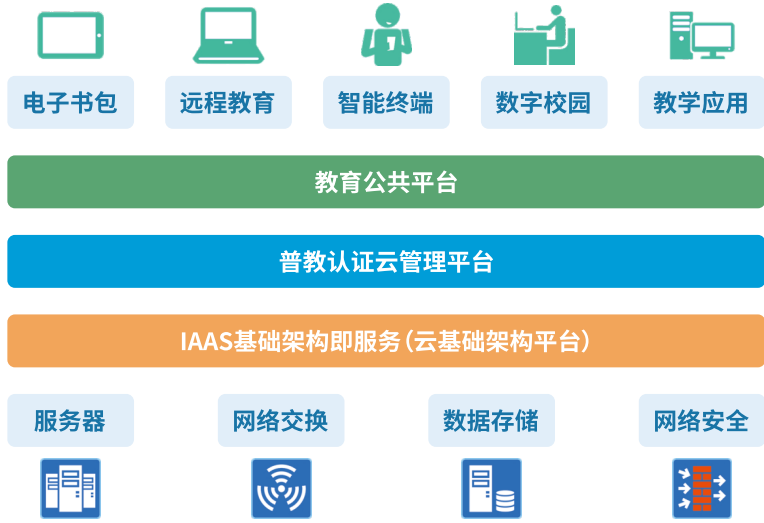 电子书包
远程教育
智能终端
数字校园
教学应用
教育公共平台
普教认证云管理平台
IAAS基础架构即服务（云基础架构平台）
服务器
网络交换
数据存储
网络安全